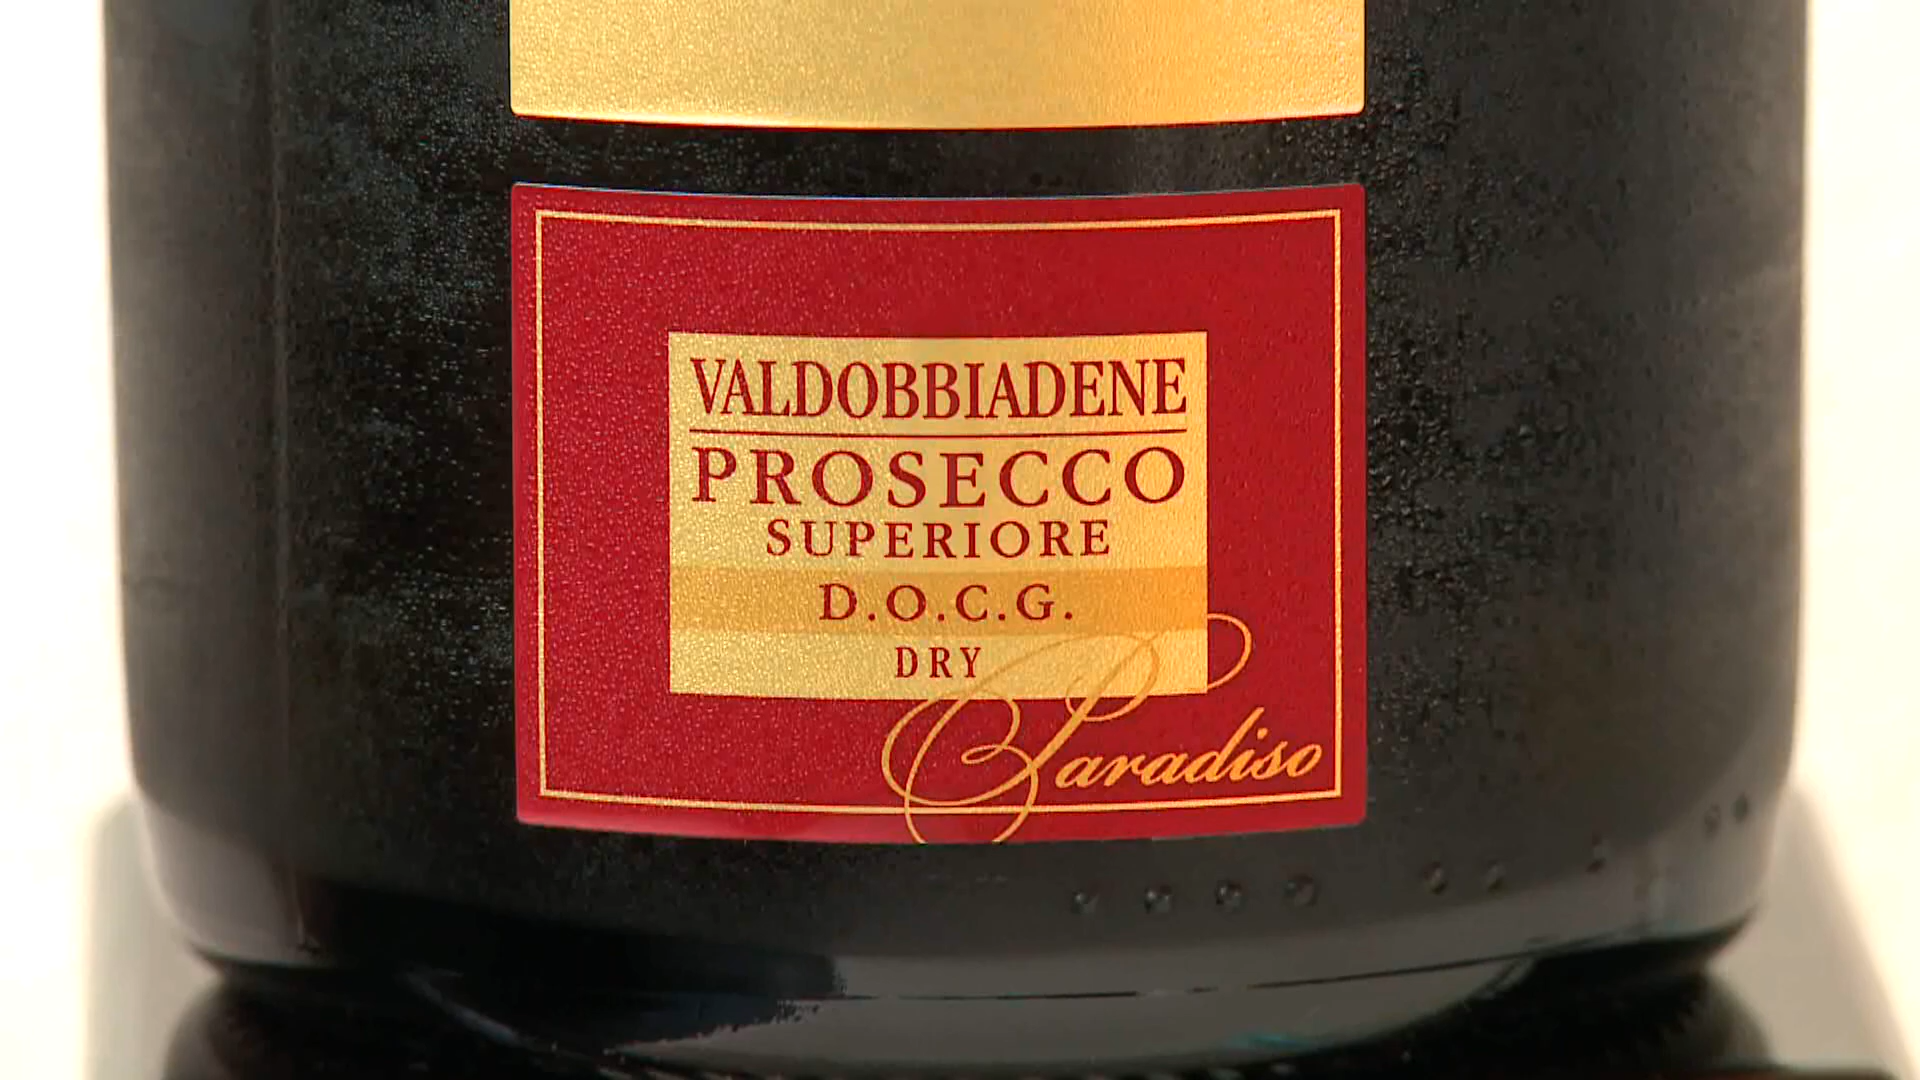 VALDOBBIADENE
PROSECCO
SUPERIORE
D.O.C.G.
DRY
Paradiso